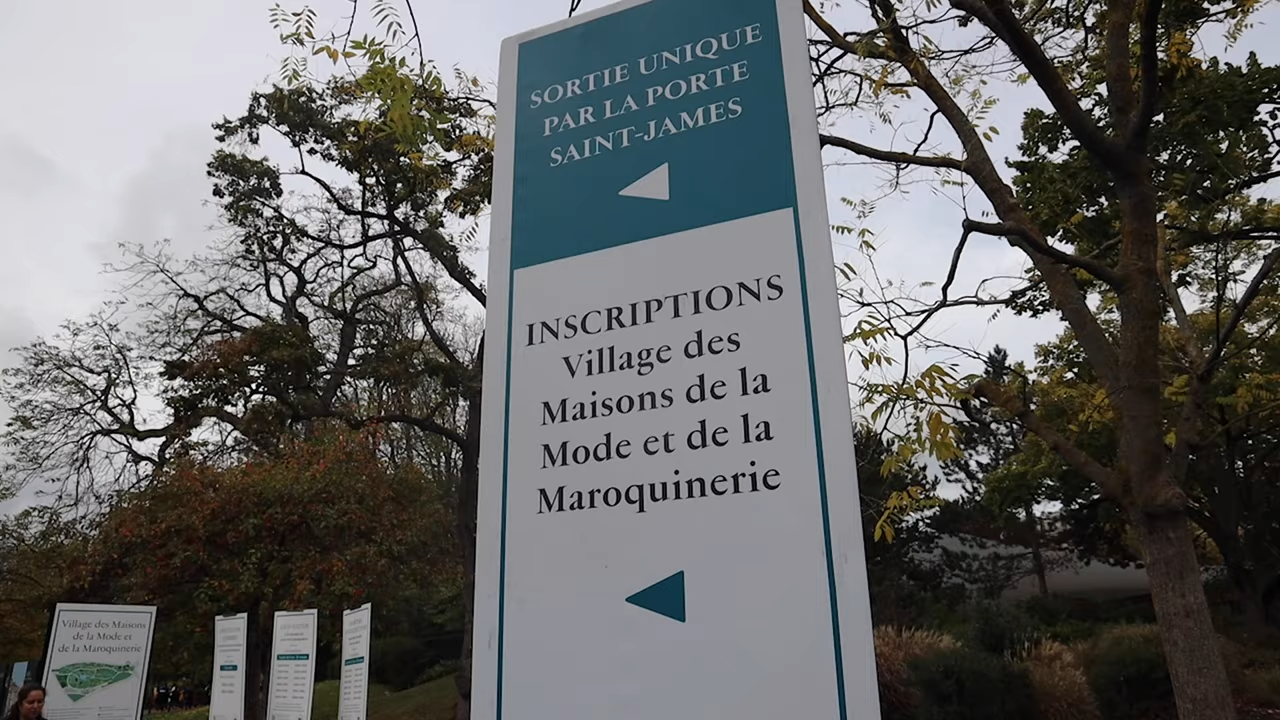 SORTIE UNIQUE
PAR LA PORTE
SAINT-JAMES
INSCRIPTIONS
Village des
Maisons de la
Mode et de la
Maroquinerie
Village des Maisons
de la Mode et
de la Maroquinerie